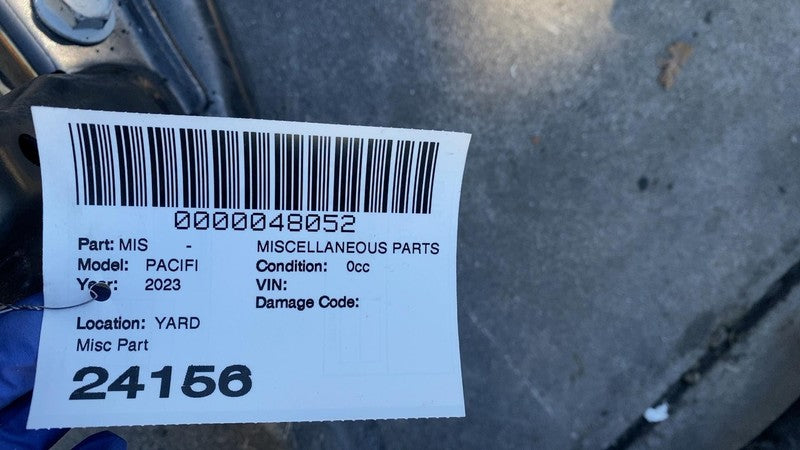 0000048052
Part: MIS - MISCELLANEOUS PARTS
Model: PACIFI Condition: 0cc
Year: 2023 VIN:
Damage Code:
Location: YARD
Misc Part
24156